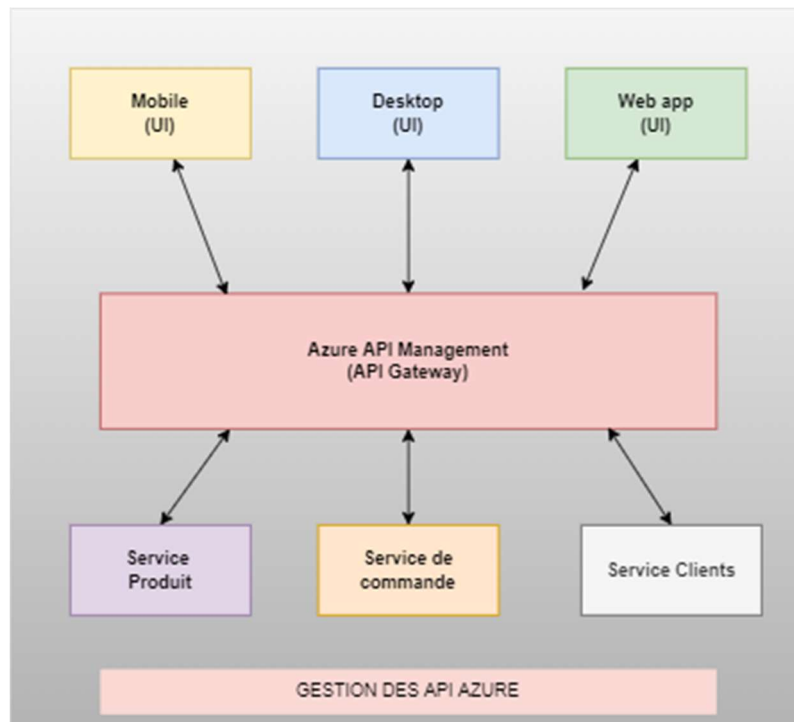 Mobile
(UI)
Desktop
(UI)
Web app
(UI)
Azure API Management
(API Gateway)
Service
Produit
Service de
commande
Service Clients
GESTION DES API AZURE